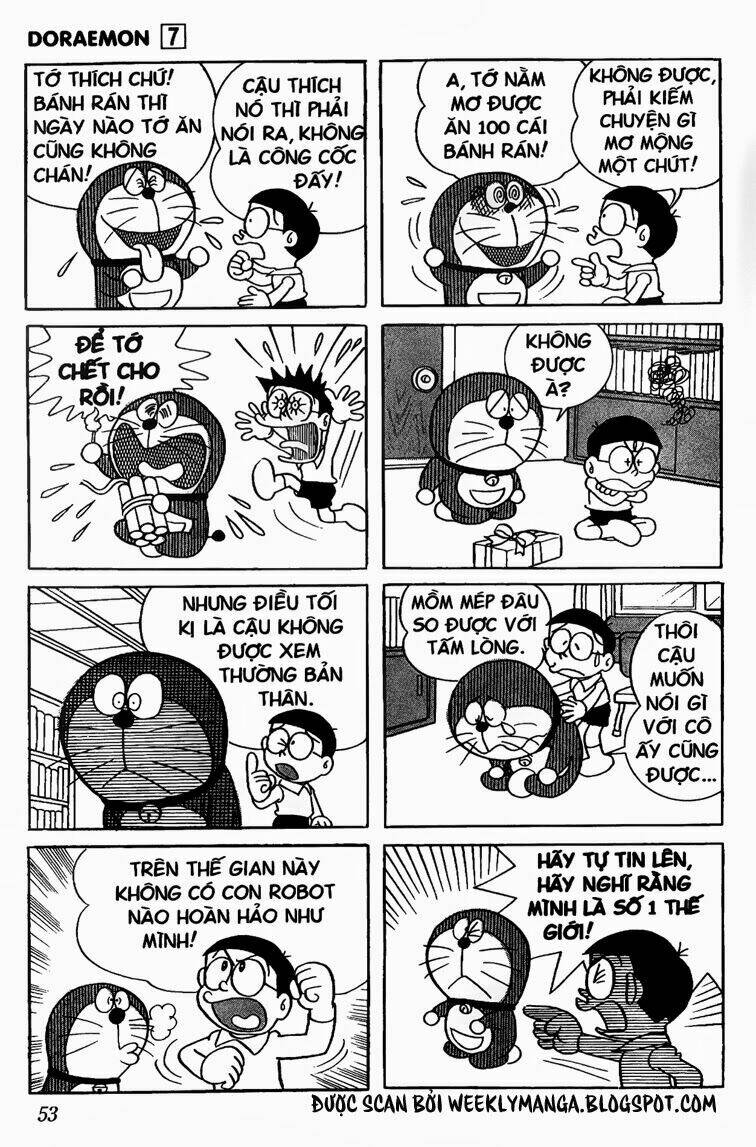 DORAEMON 7
TỚ THÍCH CHỨ!
BÁNH RÁN THÌ
NGÀY NÀO TỚ ĂN
CŨNG KHÔNG
CHÁN!
CẬU THÍCH
NÓ THÌ PHẢI
NÓI RA, KHÔNG
LÀ CÔNG CỐC
ĐẤY!
A, TỚ NẰM
MƠ ĐƯỢC
ĂN 100 CÁI
BÁNH RÁN!
KHÔNG ĐƯỢC,
PHẢI KIẾM
CHUYỆN GÌ
MƠ MỘNG
MỘT CHÚT!
ĐỂ TỚ
CHẾT CHO
RỒI!
KHÔNG
ĐƯỢC
À?
NHƯNG ĐIỀU TỐI
KỊ LÀ CẬU KHÔNG
ĐƯỢC XEM
THƯỜNG BẢN
THÂN.
MỒM MÉP ĐÂU
SO ĐƯỢC VỚI
TẤM LÒNG.
THÔI
CẬU
MUỐN
NÓI GÌ
VỚI CÔ
ẤY CŨNG
ĐƯỢC...
TRÊN THẾ GIAN NÀY
KHÔNG CÓ CON ROBOT
NÀO HOÀN HẢO NHƯ
MÌNH!
HÃY TỰ TIN LÊN,
HÃY NGHĨ RẰNG
MÌNH LÀ SỐ 1 THẾ
GIỚI!
53
ĐƯỢC SCAN BỞI WEEKLYMANGA.BLOGSPOT.COM